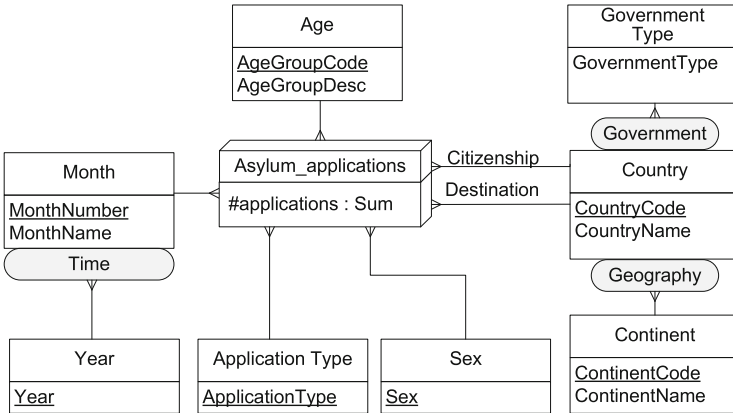 Age
AgeGroupCode
AgeGroupDesc
Government
Type
GovernmentType
Government
Month
MonthNumber
MonthName
Time
Asylum_applications
#applications : Sum
Citizenship
Destination
Country
CountryCode
CountryName
Geography
Year
Year
Application Type
ApplicationType
Sex
Sex
Continent
ContinentCode
ContinentName